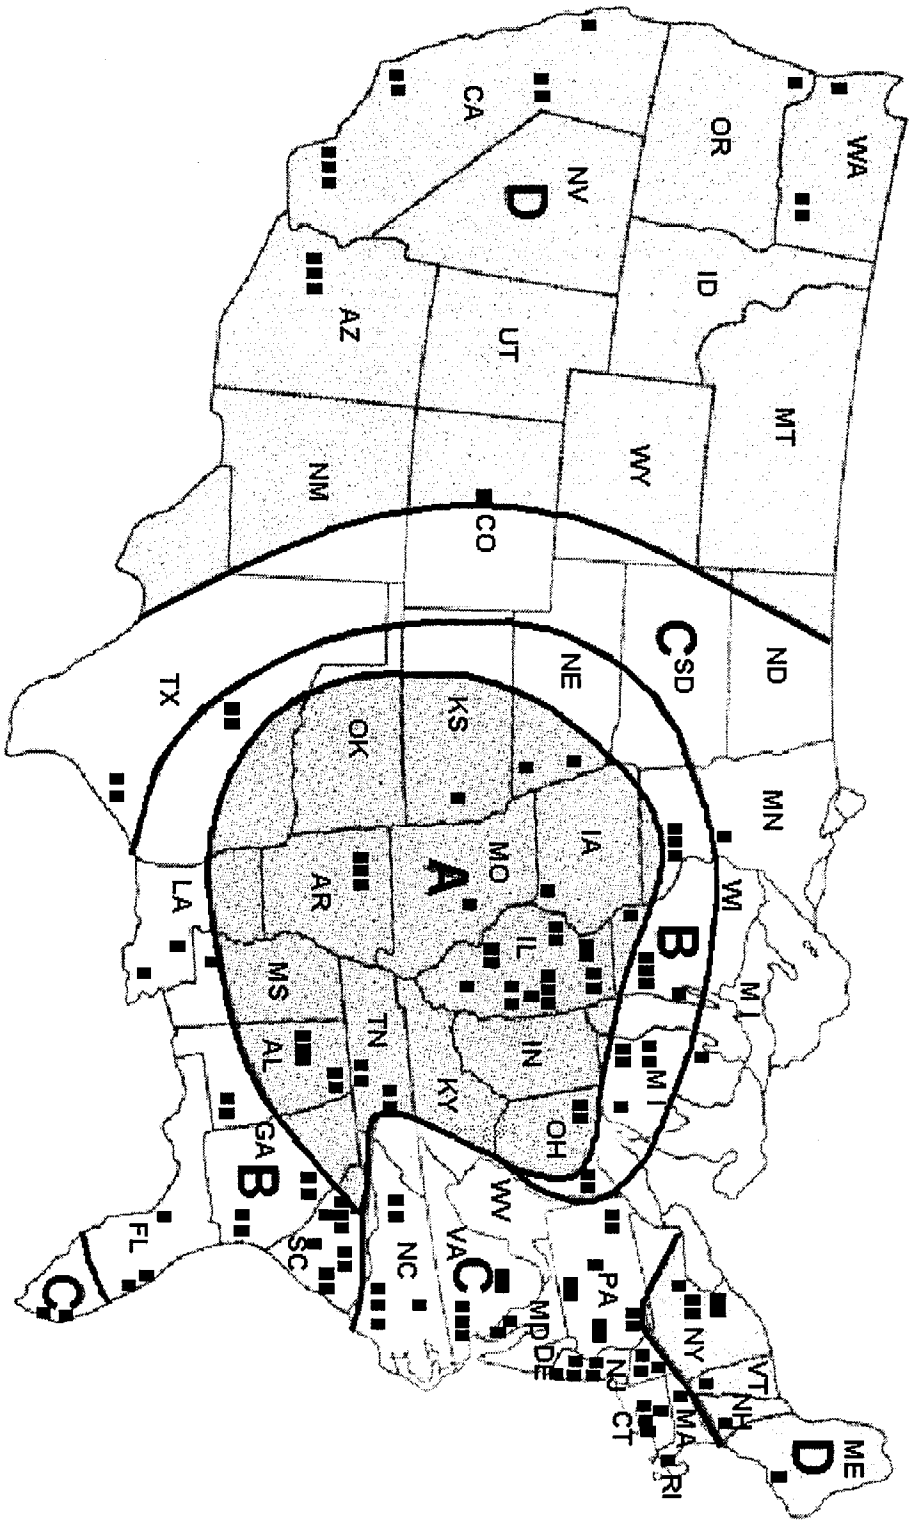 WA
OR
CA
NV
D
ID
MT
UT
AZ
WY
NM
CO
ND
C
SD
NE
KS
OK
TX
MN
IA
MO
A
AR
LA
WI
B
IL
MS
M I
M I
IN
TN
AL
KY
OH
GA
B
WV
VA
C
NC
SC
FL
C
PA
MD
DE
NJ
NY
VT
NH
MA
CT
RI
ME
D